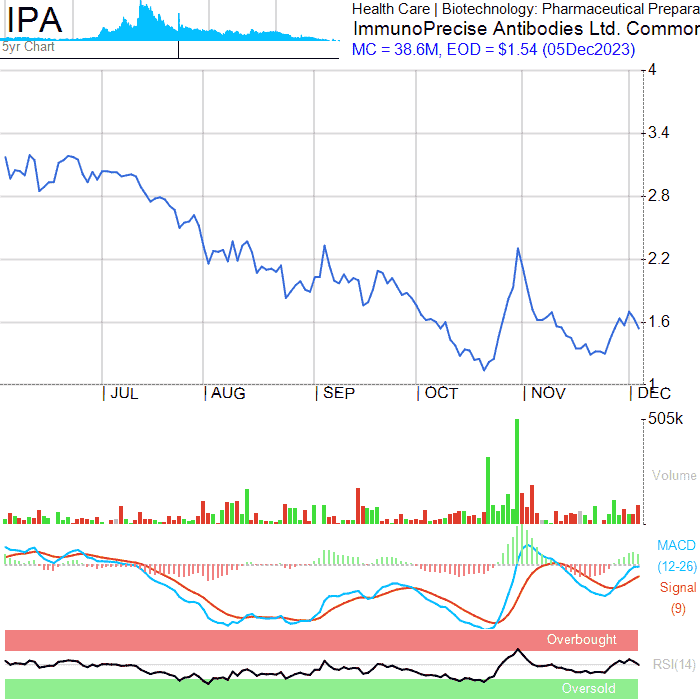 IPA
5yr Chart
Health Care | Biotechnology: Pharmaceutical Prepara
ImmunoPrecise Antibodies Ltd. Common
MC = 38.6M, EOD = $1.54 (05Dec2023)
4
3.4
2.8
2.2
1.6
1
| JUL | AUG | SEP | OCT | NOV | DEC
505k
Volume
MACD
(12-26)
Signal
(9)
Overbought
RSI(14)
Oversold